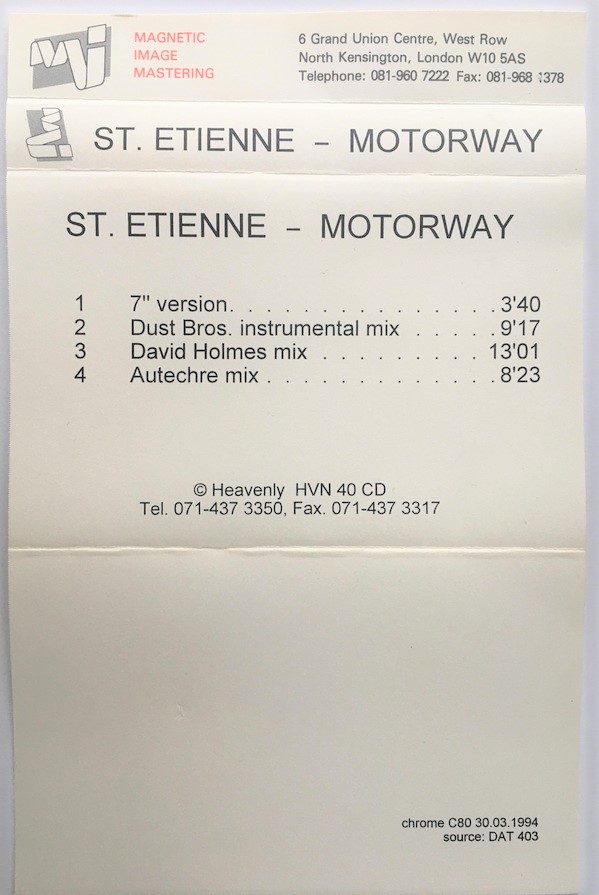 MAGNETIC
IMAGE
MASTERING
6 Grand Union Centre, West Row
North Kensington, London W10 5AS
Telephone: 081-960 7222 Fax: 081-968 1378
ST. ETIENNE – MOTORWAY
ST. ETIENNE – MOTORWAY
1 7" version. . . . . . . . . . . . . . . 3'40
2 Dust Bros. instrumental mix . . . . . 9'17
3 David Holmes mix . . . . . . . . . 13'01
4 Autechre mix . . . . . . . . . . . . . 8'23
© Heavenly HVN 40 CD
Tel. 071-437 3350, Fax. 071-437 3317
chrome C80 30.03.1994
source: DAT 403